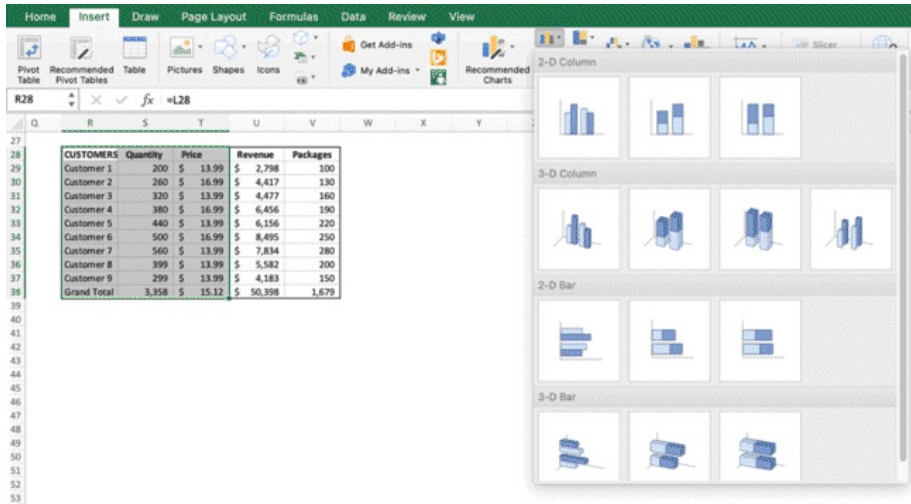 Home Insert Draw Page Layout Formulas Data Review View
Get Add-ins
My Add-ins
Pivot Table
Recommended Pivot Tables
Table
Pictures
Shapes
Icons
Recommended Charts
Slicer
R28 fx =L28
Q R S T U V W X Y
27
28 CUSTOMERS Quantity Price Revenue Packages
29 Customer 1 200 $ 13.99 $ 2,798 100
30 Customer 2 260 $ 16.99 $ 4,417 130
31 Customer 3 320 $ 13.99 $ 4,477 160
32 Customer 4 380 $ 16.99 $ 6,456 190
33 Customer 5 440 $ 13.99 $ 6,156 220
34 Customer 6 500 $ 16.99 $ 8,495 250
35 Customer 7 560 $ 13.99 $ 7,834 280
36 Customer 8 399 $ 13.99 $ 5,582 200
37 Customer 9 299 $ 13.99 $ 4,183 150
38 Grand Total 3,358 $ 15.12 $ 50,398 1,679
39
40
41
42
43
44
45
46
47
48
49
50
51
52
53
2-D Column
3-D Column
2-D Bar
3-D Bar